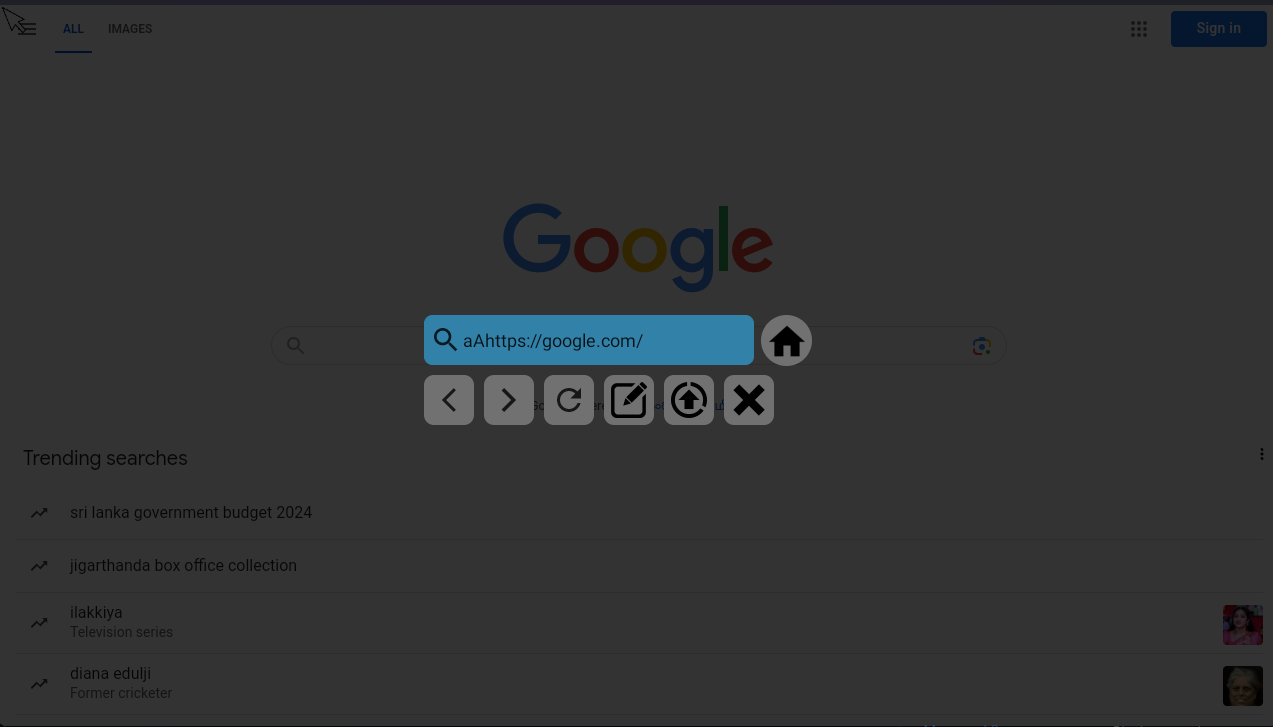 ALL IMAGES Sign in
Google
aAhttps://google.com/
Trending searches
sri lanka government budget 2024
jigarthanda box office collection
ilakkiya
Television series
diana edulji
Former cricketer